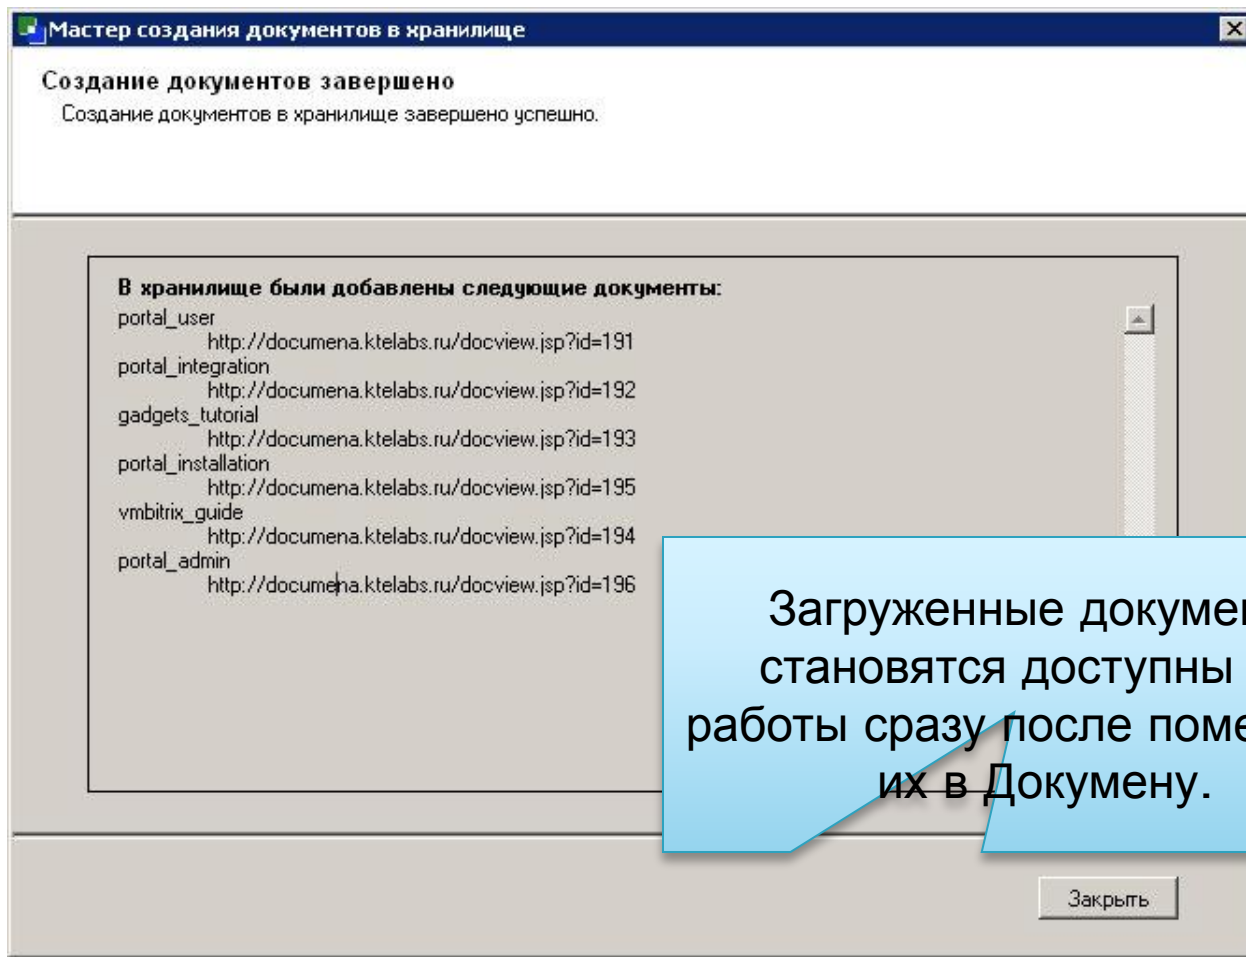 Мастер создания документов в хранилище
Создание документов завершено
Создание документов в хранилище завершено успешно.
В хранилище были добавлены следующие документы:
portal_user
http://documena.ktelabs.ru/docview.jsp?id=191
portal_integration
http://documena.ktelabs.ru/docview.jsp?id=192
gadgets_tutorial
http://documena.ktelabs.ru/docview.jsp?id=193
portal_installation
http://documena.ktelabs.ru/docview.jsp?id=195
vmbitrix_guide
http://documena.ktelabs.ru/docview.jsp?id=194
portal_admin
http://documena.ktelabs.ru/docview.jsp?id=196
Загруженные
становятся доступны
работы сразу после
их в Документу.
Закрыть